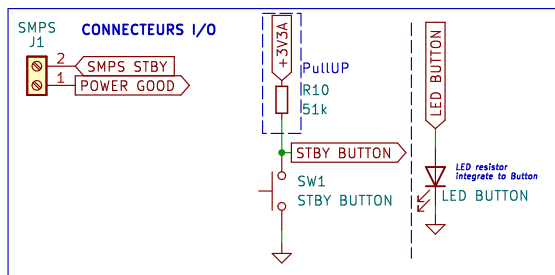 SMPS
J1
CONNECTEURS I/O
2
SMPS STBY
1
POWER GOOD
+3V3A
PullUP
R10
51k
STBY BUTTON
SW1
STBY BUTTON
LED BUTTON
LED resistor
integrate to Button
LED BUTTON